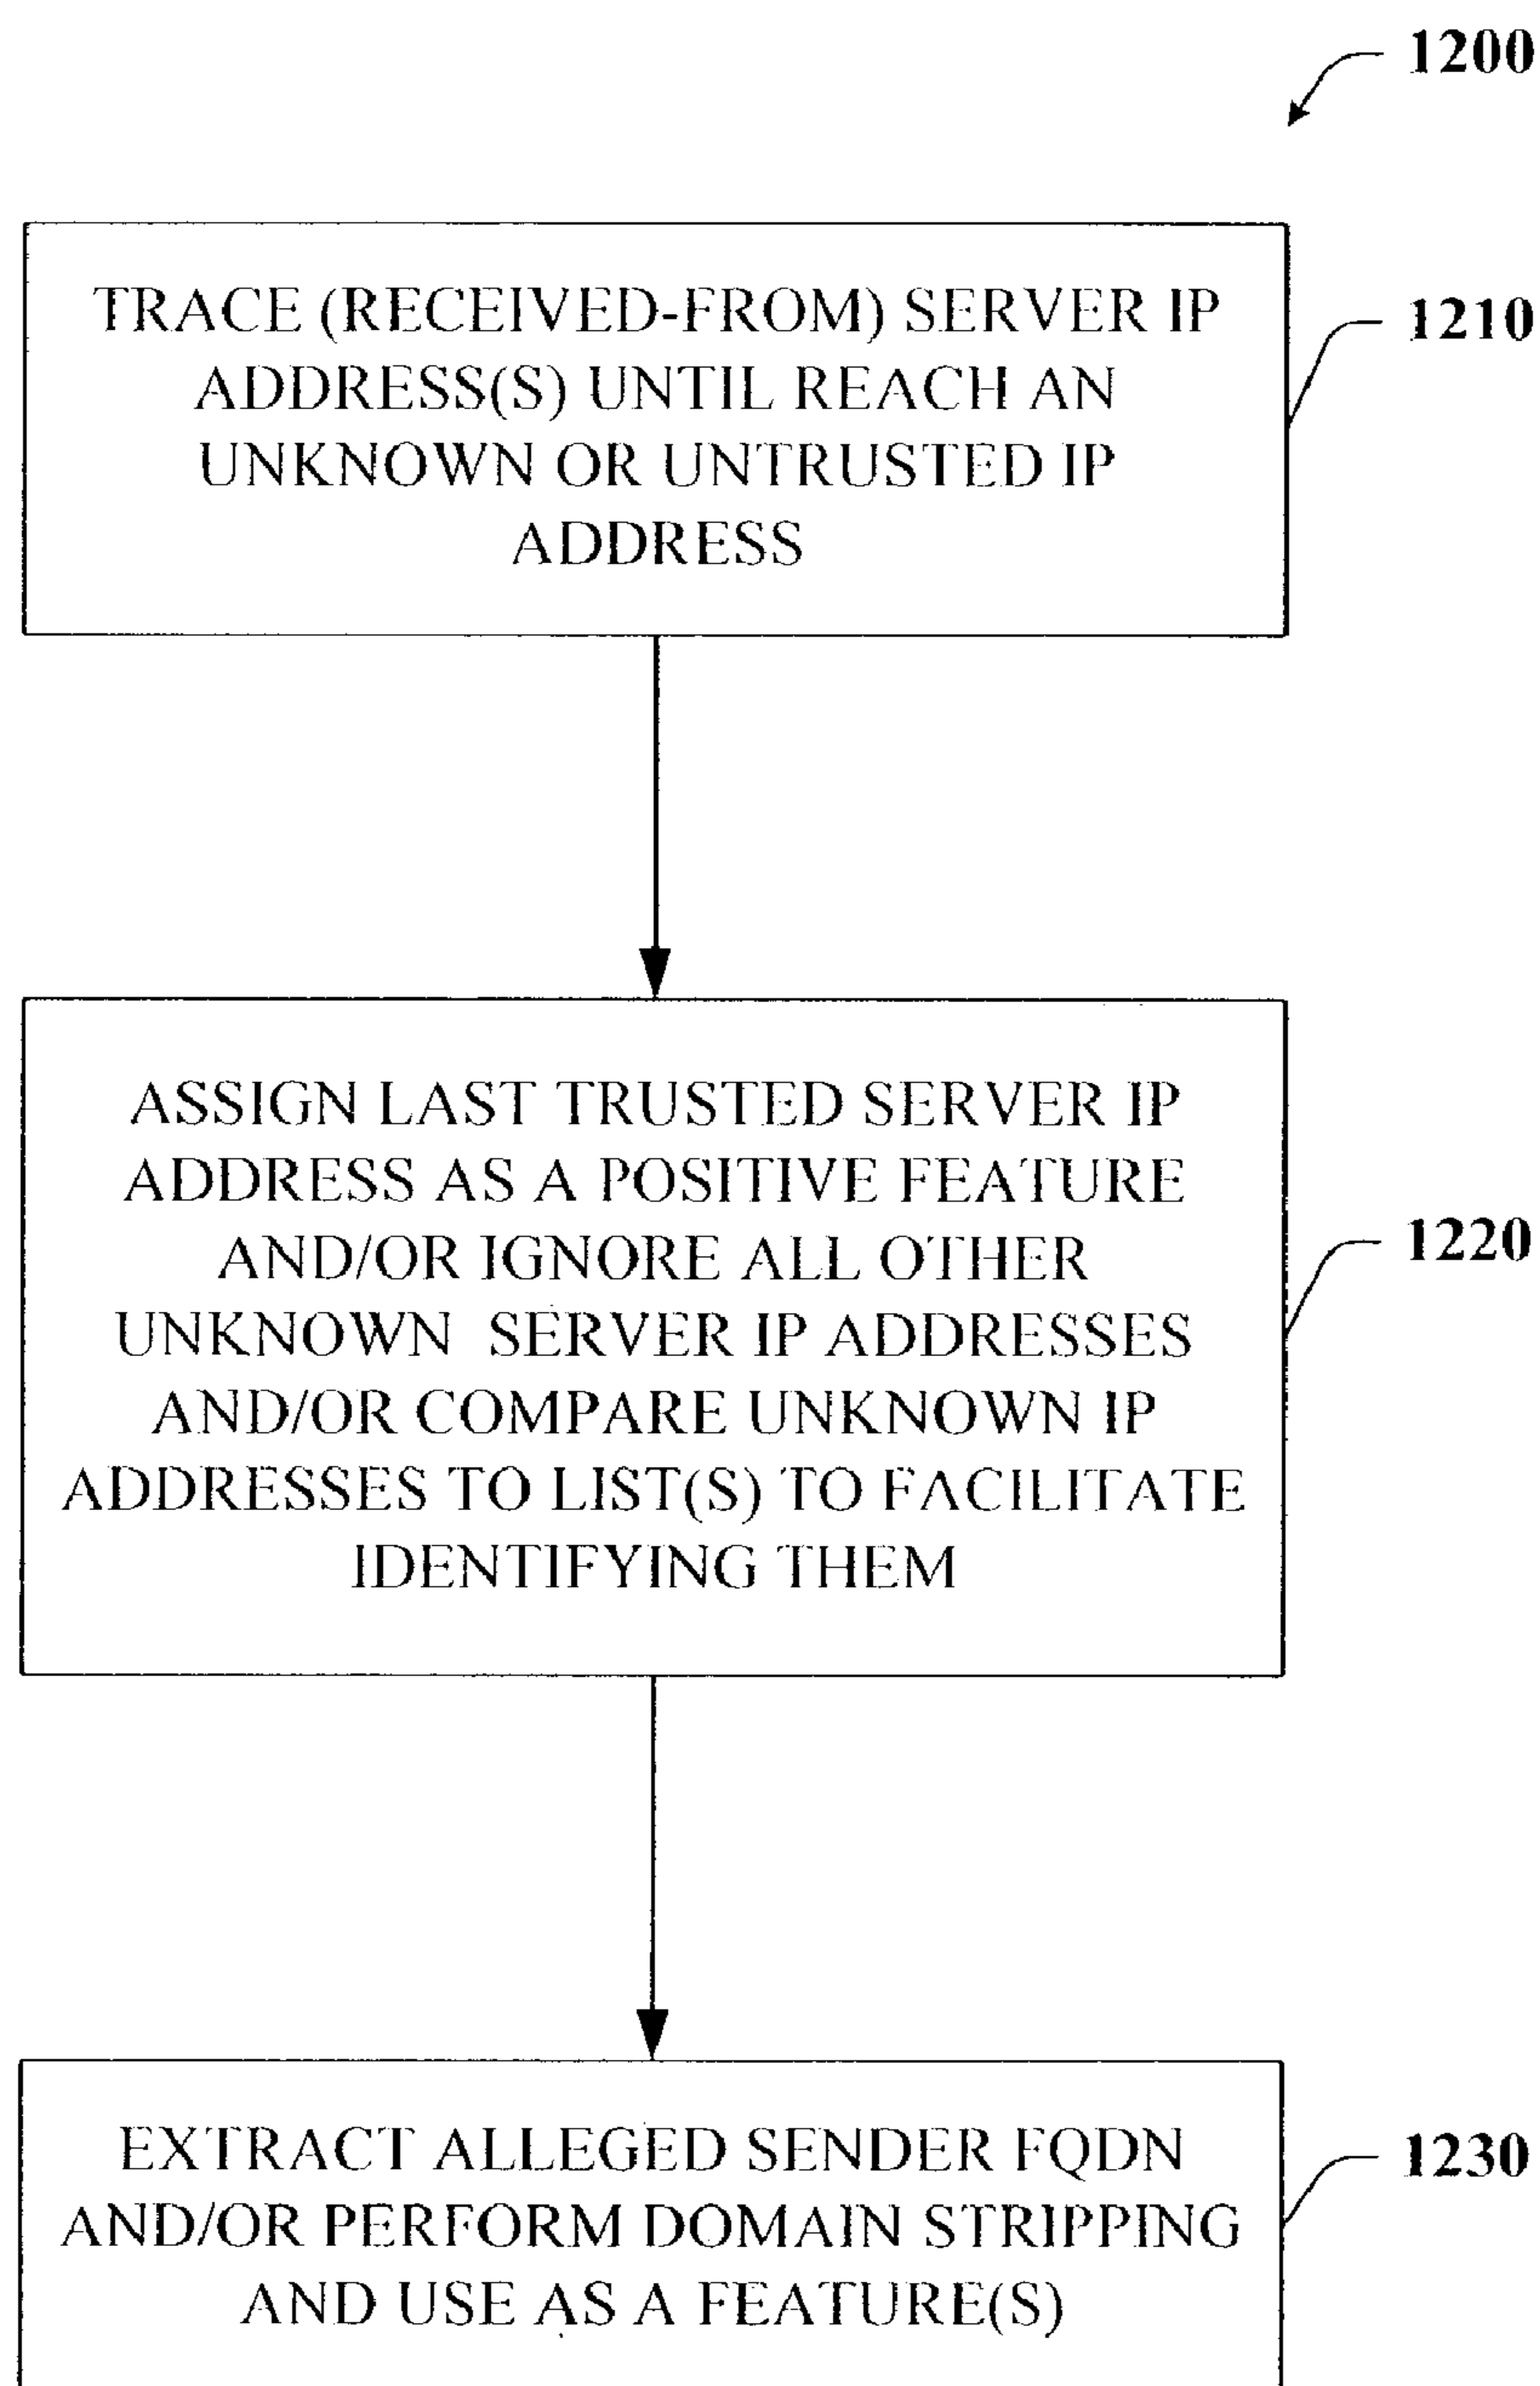 1200
TRACE (RECEIVED-FROM) SERVER IP
ADDRESS(S) UNTIL REACH AN
UNKNOWN OR UNTRUSTED IP
ADDRESS
1210
ASSIGN LAST TRUSTED SERVER IP
ADDRESS AS A POSITIVE FEATURE
AND/OR IGNORE ALL OTHER
UNKNOWN SERVER IP ADDRESSES
AND/OR COMPARE UNKNOWN IP
ADDRESSES TO LIST(S) TO FACILITATE
IDENTIFYING THEM
1220
EXTRACT ALLEGED SENDER FQDN
AND/OR PERFORM DOMAIN STRIPPING
AND USE AS A FEATURE(S)
1230